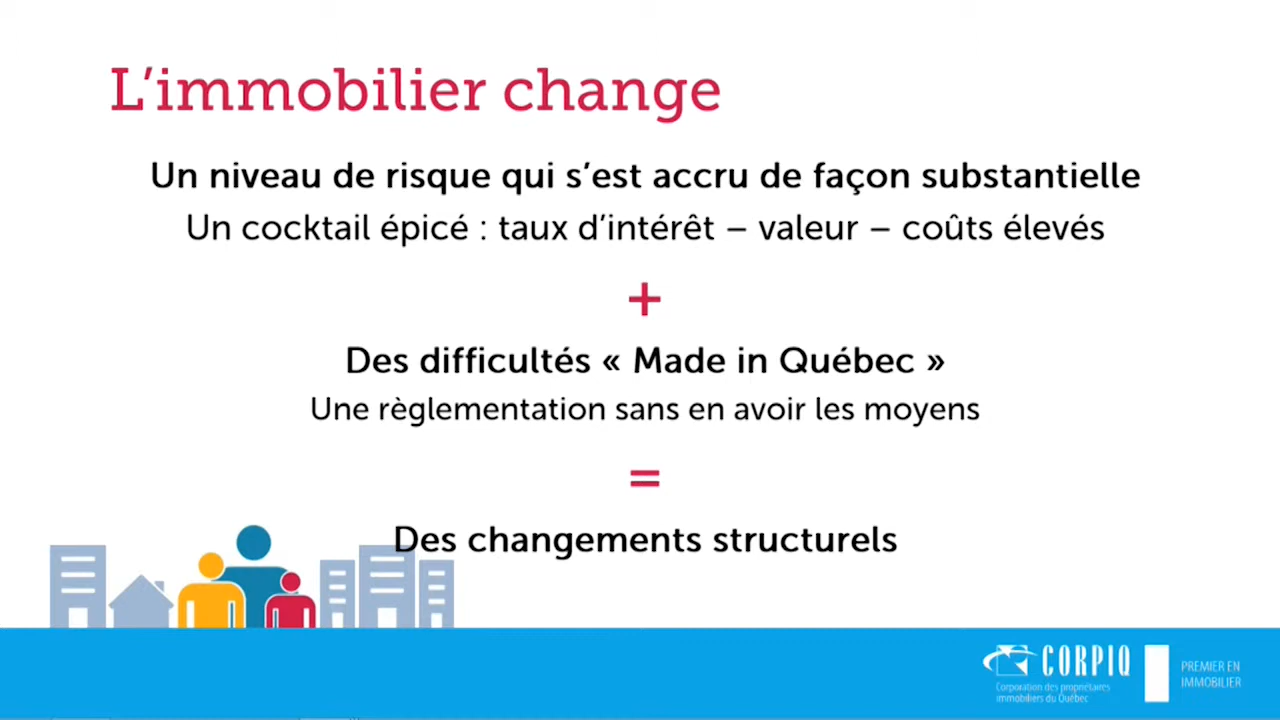 L’immobilier change
Un niveau de risque qui s’est accru de façon substantielle
Un cocktail épicé : taux d’intérêt – valeur – coûts élevés
+
Des difficultés « Made in Québec »
Une règlementation sans en avoir les moyens
=
Des changements structurels
CORPIQ
Corporation des propriétaires
immobiliers du Québec
PREMIER EN
IMMOBILIER